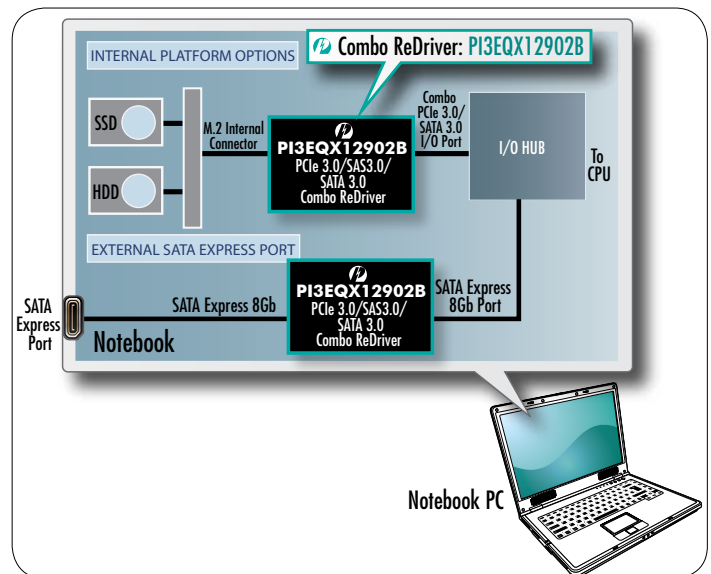 Combo ReDriver: PI3EQX12902B
INTERNAL PLATFORM OPTIONS
SSD
HDD
M.2 Internal
Connector
PI3EQX12902B
PCIe 3.0/SAS3.0/
SATA 3.0
Combo ReDriver
Combo
PCIe 3.0/
SATA 3.0
I/O Port
I/O HUB
To
CPU
EXTERNAL SATA EXPRESS PORT
SATA
Express
Port
SATA Express 8Gb
PI3EQX12902B
PCIe 3.0/SAS3.0/
SATA 3.0
Combo ReDriver
SATA Express
8Gb Port
Notebook
Notebook PC